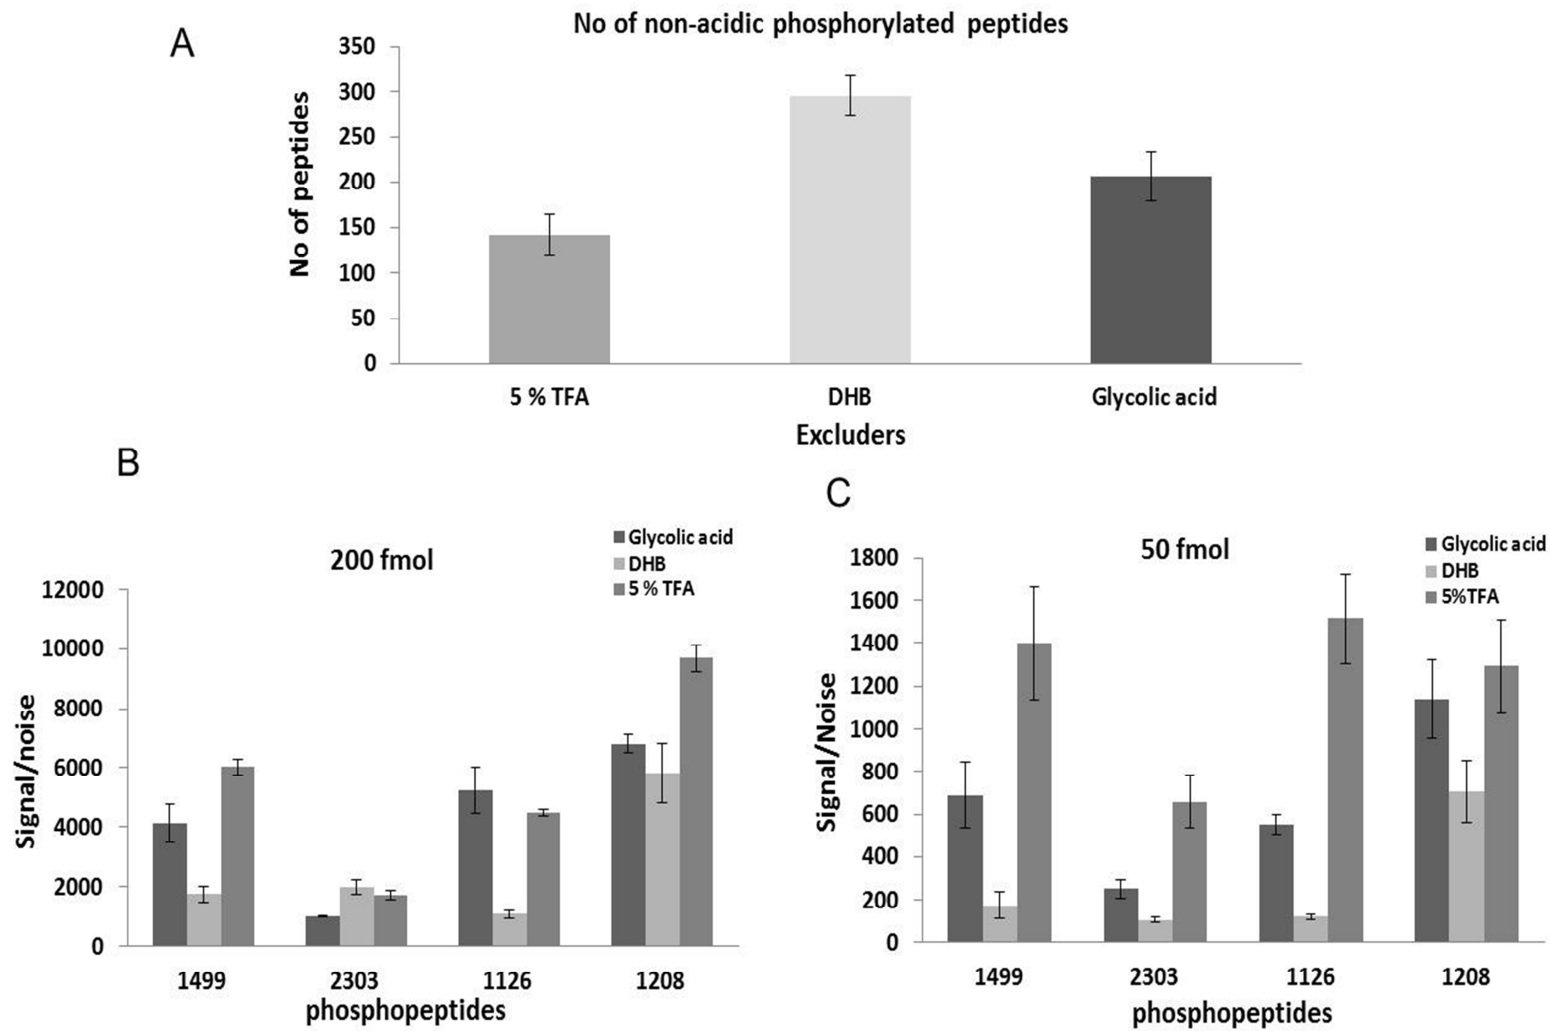 A
No of non-acidic phosphorylated peptides
350
300
250
200
150
100
50
0
No of peptides
5 % TFA
DHB
Glycolic acid
Excluders
B
200 fmol
Glycolic acid
DHB
5 % TFA
12000
10000
8000
6000
4000
2000
0
Signal/noise
1499
2303
1126
1208
phosphopeptides
C
50 fmol
Glycolic acid
DHB
5%TFA
1800
1600
1400
1200
1000
800
600
400
200
0
Signal/Noise
1499
2303
1126
1208
phosphopeptides